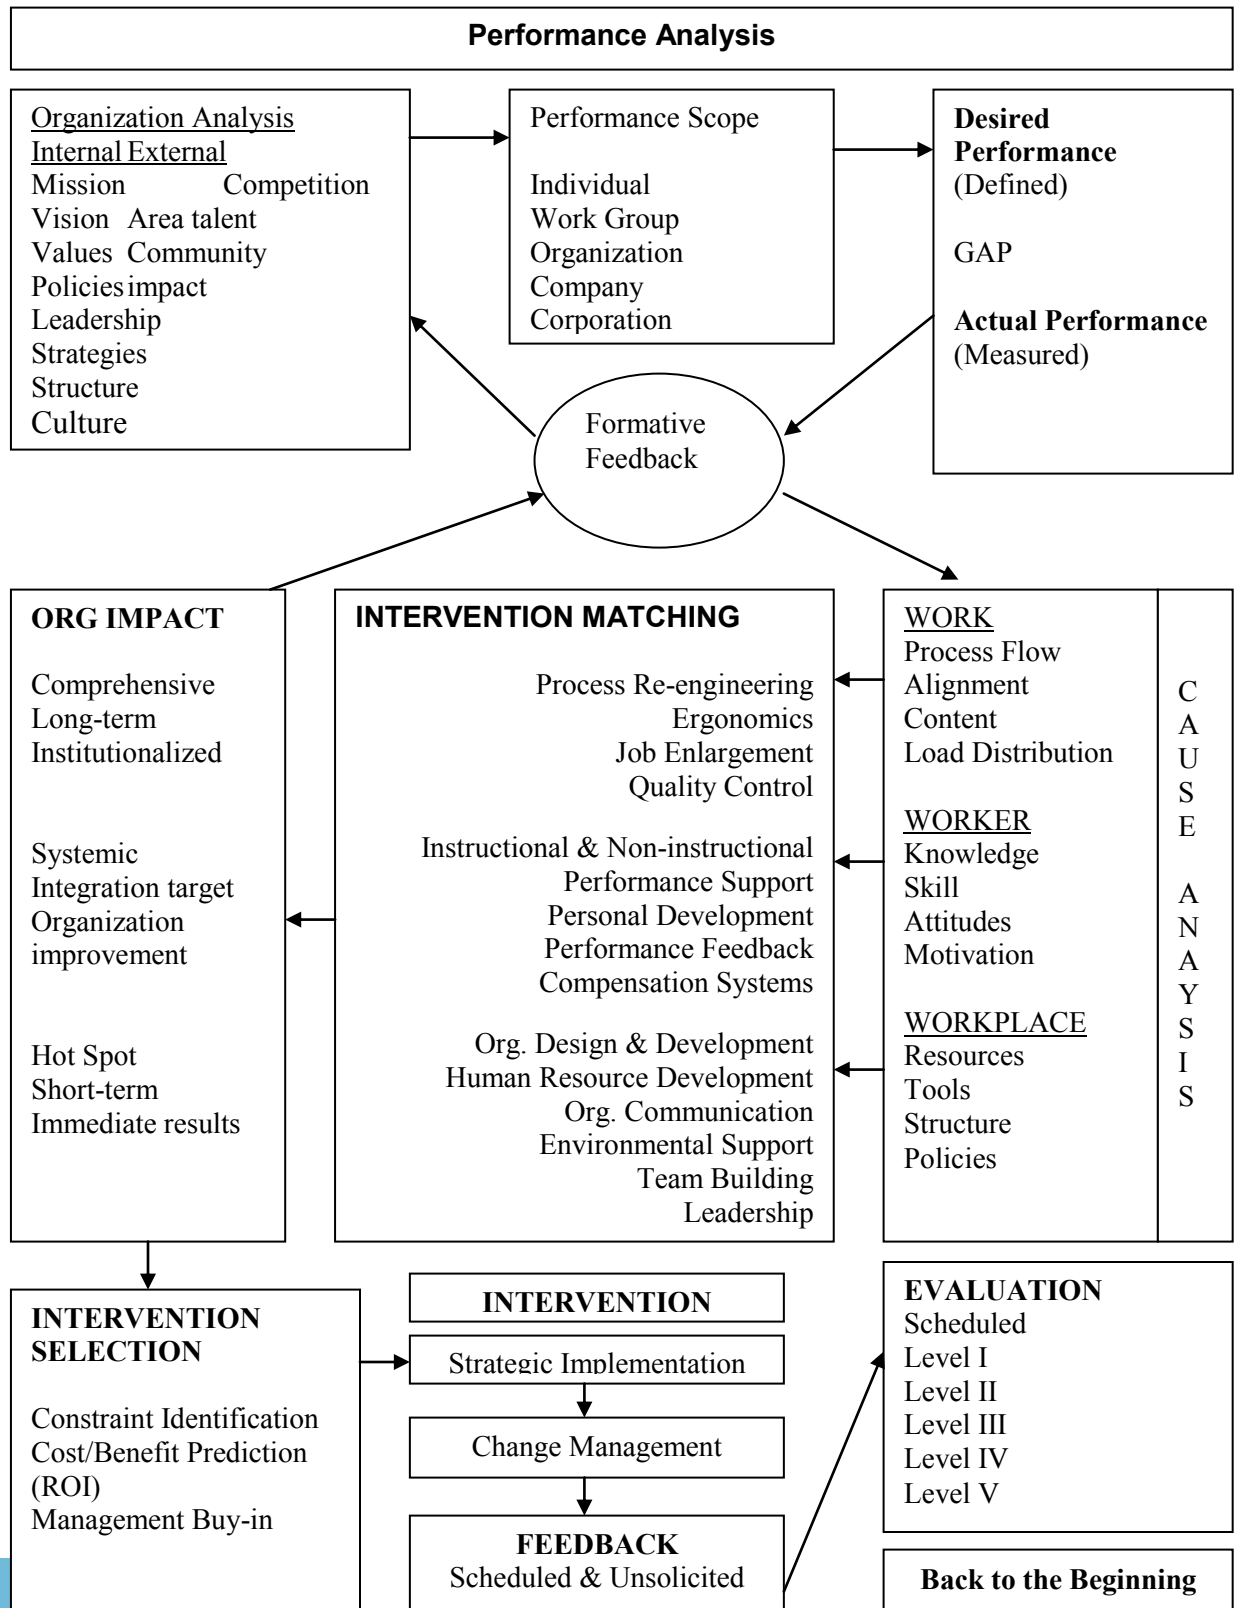 Performance Analysis
Organization Analysis
Internal External
Mission Competition
Vision Area talent
Values Community
Policies impact
Leadership
Strategies
Structure
Culture
Performance Scope
Individual
Work Group
Organization
Company
Corporation
Desired
Performance
(Defined)
GAP
Actual Performance
(Measured)
Formative
Feedback
ORG IMPACT
Comprehensive
Long-term
Institutionalized
Systemic
Integration target
Organization
improvement
Hot Spot
Short-term
Immediate results
INTERVENTION MATCHING
Process Re-engineering
Ergonomics
Job Enlargement
Quality Control
Instructional & Non-instructional
Performance Support
Personal Development
Performance Feedback
Compensation Systems
Org. Design & Development
Human Resource Development
Org. Communication
Environmental Support
Team Building
Leadership
WORK
Process Flow
Alignment
Content
Load Distribution
WORKER
Knowledge
Skill
Attitudes
Motivation
WORKPLACE
Resources
Tools
Structure
Policies
C
A
U
S
E
A
N
A
Y
S
I
S
INTERVENTION
SELECTION
Constraint Identification
Cost/Benefit Prediction
(ROI)
Management Buy-in
INTERVENTION
Strategic Implementation
Change Management
FEEDBACK
Scheduled & Unsolicited
EVALUATION
Scheduled
Level I
Level II
Level III
Level IV
Level V
Back to the Beginning